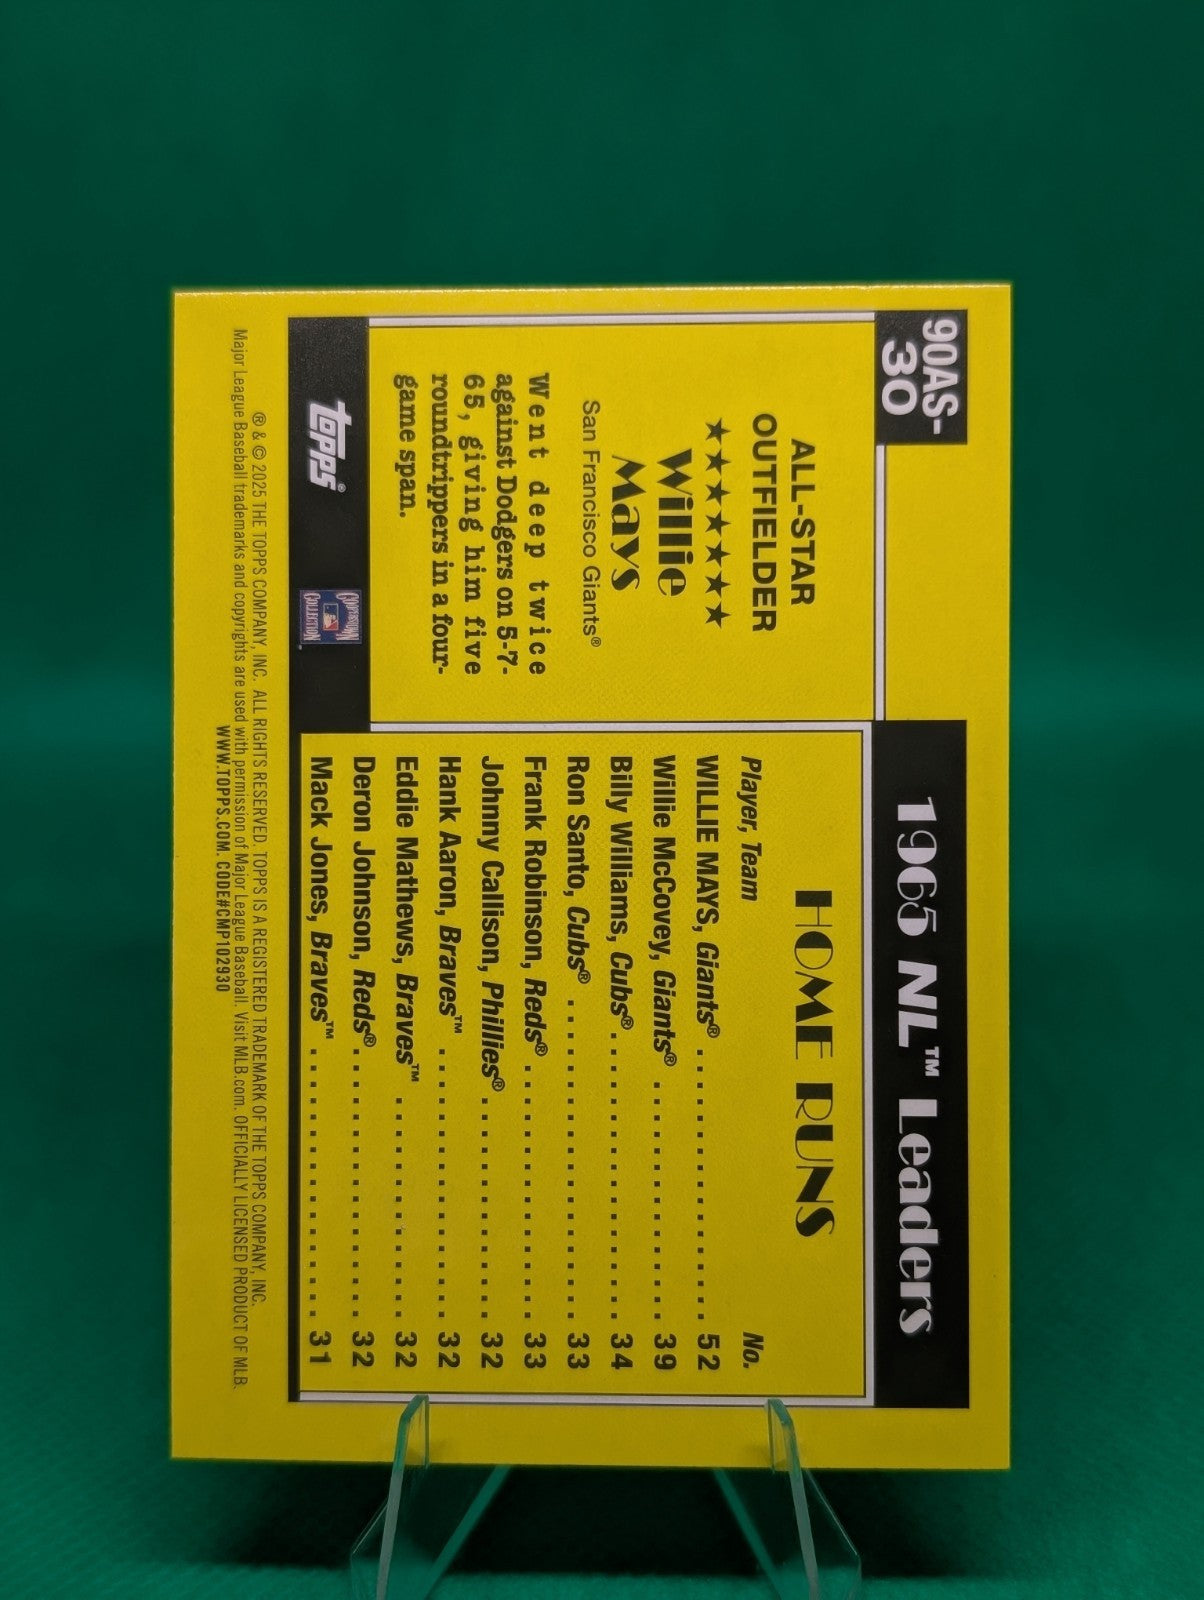 90AS-
30
ALL-STAR
OUTFIELDER
★★★★★★★
Willie
Mays
San Francisco Giants®
Went deep twice
against Dodgers on 5-7-
65, giving him five
roundtrippers in a four-
game span.
topps®
COOPERSTOWN
COLLECTION
1965 NL™ Leaders
HOME RUNS
Player, Team No.
WILLIE MAYS, Giants® 52
Willie McCovey, Giants® 39
Billy Williams, Cubs® 34
Ron Santo, Cubs® 33
Frank Robinson, Reds® 33
Johnny Callison, Phillies® 32
Hank Aaron, Braves™ 32
Eddie Mathews, Braves™ 32
Deron Johnson, Reds® 32
Mack Jones, Braves™ 31
® & © 2025 THE TOPPS COMPANY, INC. ALL RIGHTS RESERVED. TOPPS IS A REGISTERED TRADEMARK OF THE TOPPS COMPANY, INC.
Major League Baseball trademarks and copyrights are used with permission of Major League Baseball. Visit MLB.com. OFFICIALLY LICENSED PRODUCT OF MLB.
WWW.TOPPS.COM. CODE#CMP102930